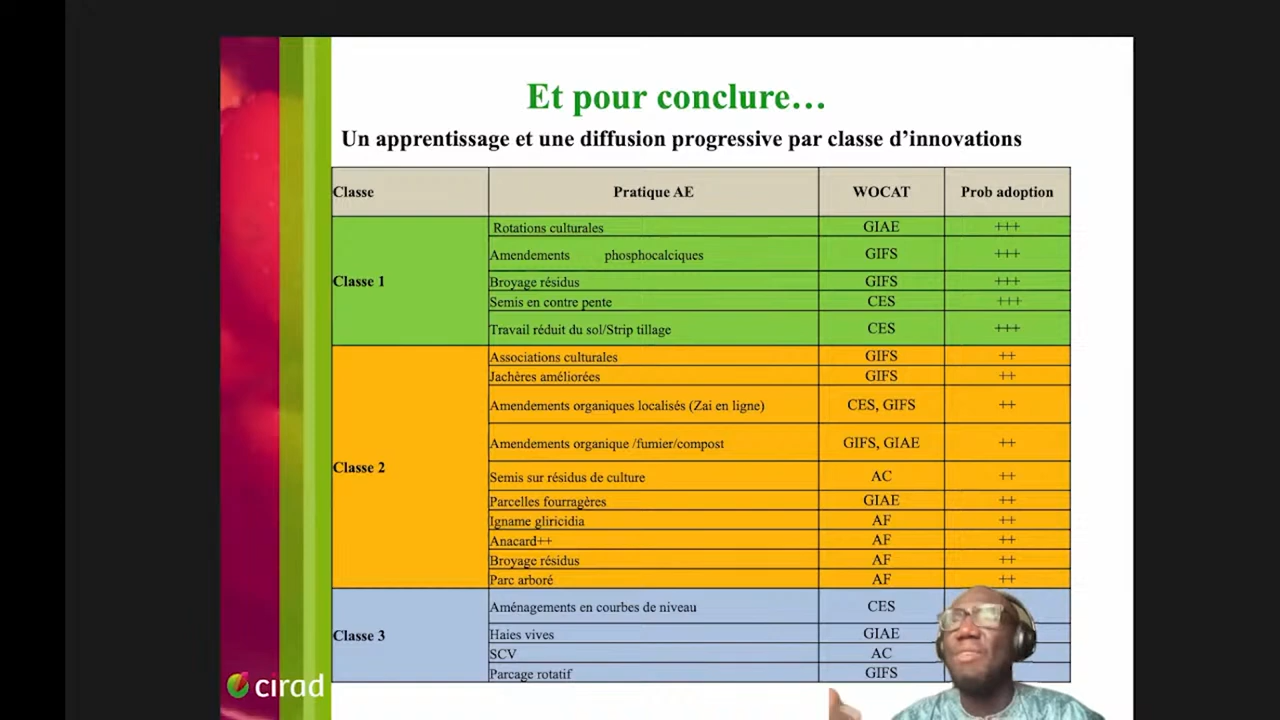 Et pour conclure…
Un apprentissage et une diffusion progressive par classe d’innovations
Classe Pratique AE WOCAT Prob adoption
Classe 1
Rotations culturales GIAE +++
Amendements phosphocalciques GIFS +++
Broyage résidus GIFS +++
Semis en contre pente CES +++
Travail réduit du sol/Strip tillage CES +++
Classe 2
Associations culturales GIFS ++
Jachères améliorées GIFS ++
Amendements organiques localisés (Zai en ligne) CES, GIFS ++
Amendements organique /fumier/compost GIFS, GIAE ++
Semis sur résidus de culture AC ++
Parcelles fourragères GIAE ++
Igname gliricidia AF ++
Anacard++ AF ++
Broyage résidus AF ++
Parc arboré AF ++
Classe 3
Aménagements en courbes de niveau CES
Haies vives GIAE
SCV AC
Parcage rotatif GIFS
cirad